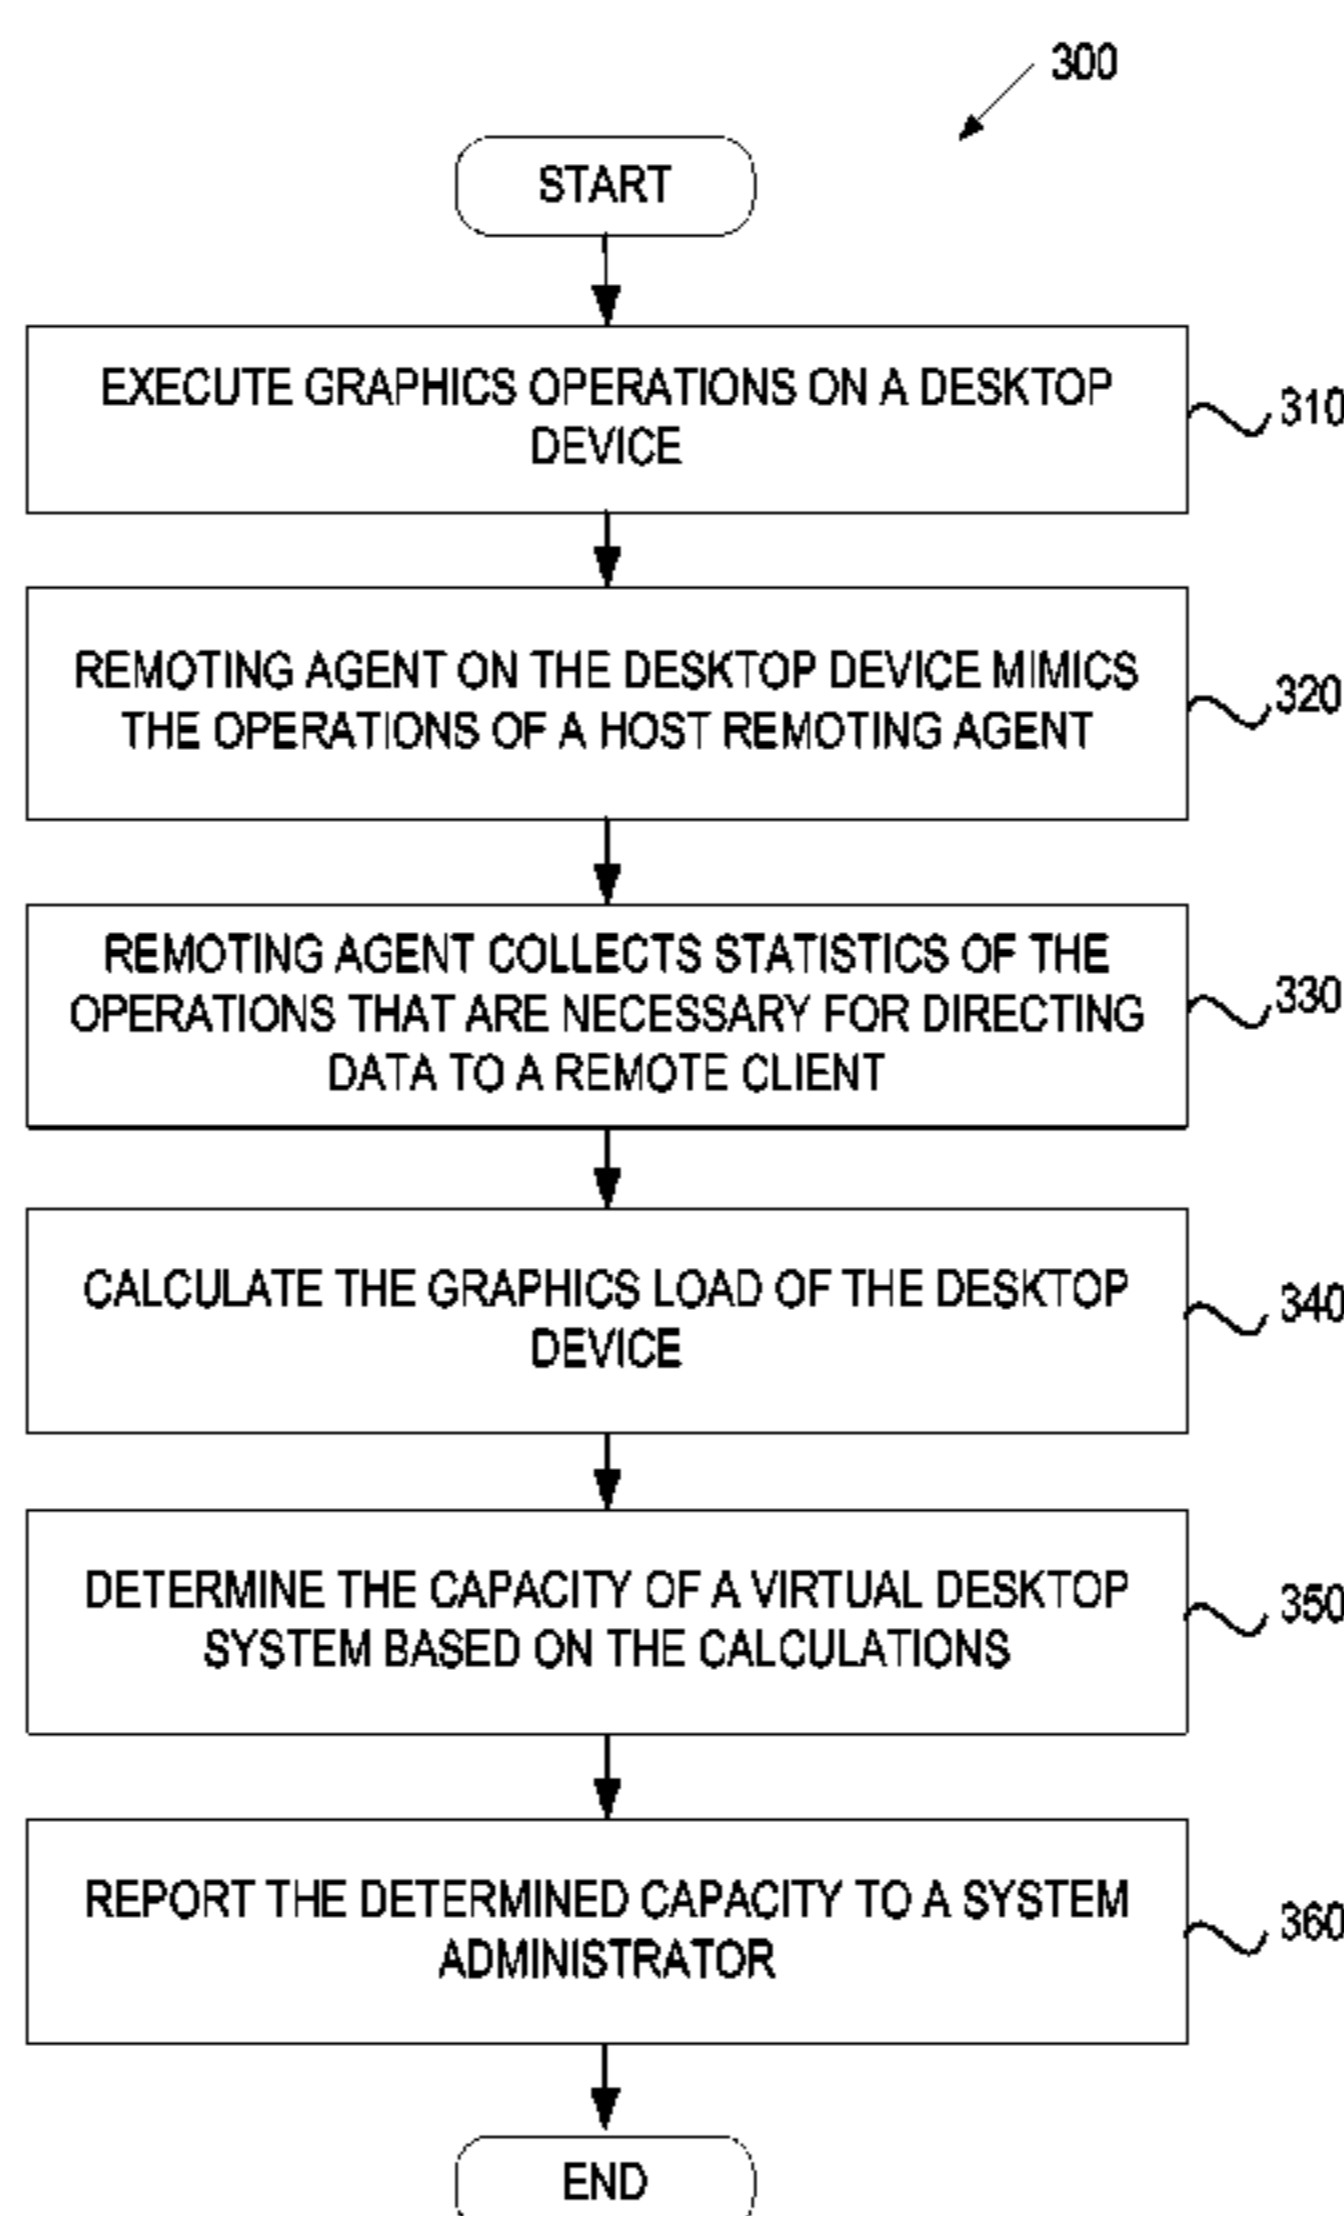 300
START
EXECUTE GRAPHICS OPERATIONS ON A DESKTOP
DEVICE
310
REMOTING AGENT ON THE DESKTOP DEVICE MIMICS
THE OPERATIONS OF A HOST REMOTING AGENT
320
REMOTING AGENT COLLECTS STATISTICS OF THE
OPERATIONS THAT ARE NECESSARY FOR DIRECTING
DATA TO A REMOTE CLIENT
330
CALCULATE THE GRAPHICS LOAD OF THE DESKTOP
DEVICE
340
DETERMINE THE CAPACITY OF A VIRTUAL DESKTOP
SYSTEM BASED ON THE CALCULATIONS
350
REPORT THE DETERMINED CAPACITY TO A SYSTEM
ADMINISTRATOR
360
END